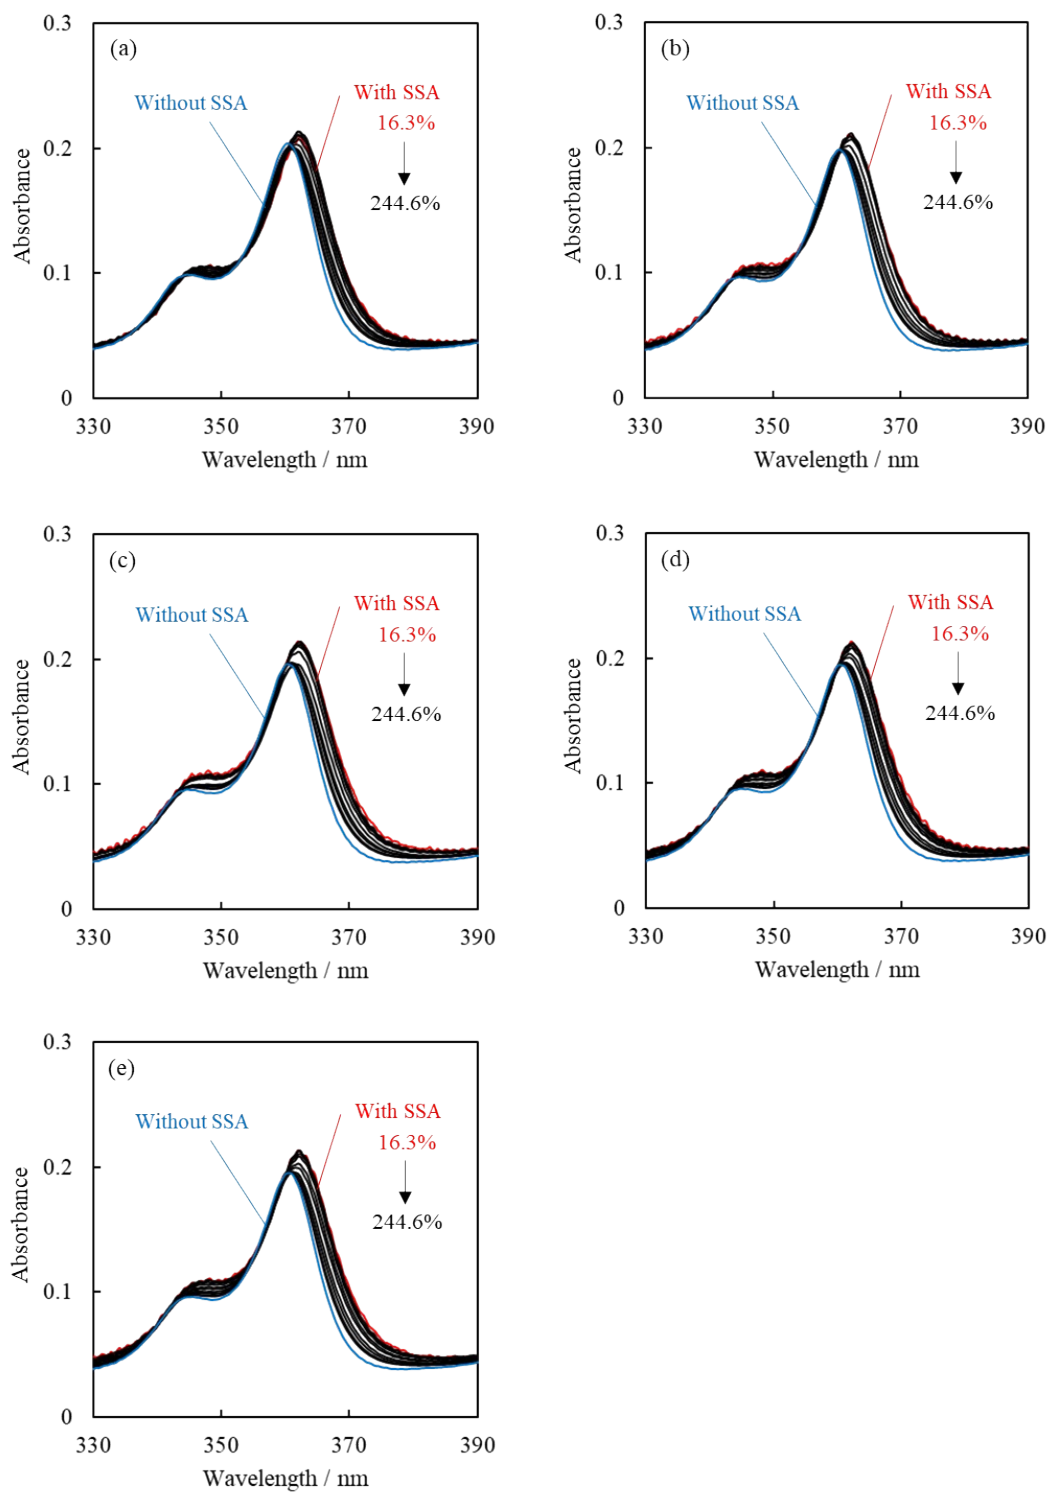 0.3
(a)
Without SSA
With SSA
16.3%
244.6%
0.2
0.1
0
Absorbance
330
350
370
390
Wavelength / nm
0.3
(b)
Without SSA
With SSA
16.3%
244.6%
0.2
0.1
0
Absorbance
330
350
370
390
Wavelength / nm
0.3
(c)
Without SSA
With SSA
16.3%
244.6%
0.2
0.1
0
Absorbance
330
350
370
390
Wavelength / nm
0.3
(d)
Without SSA
With SSA
16.3%
244.6%
0.2
0.1
0
Absorbance
330
350
370
390
Wavelength / nm
0.3
(e)
Without SSA
With SSA
16.3%
244.6%
0.2
0.1
0
Absorbance
330
350
370
390
Wavelength / nm